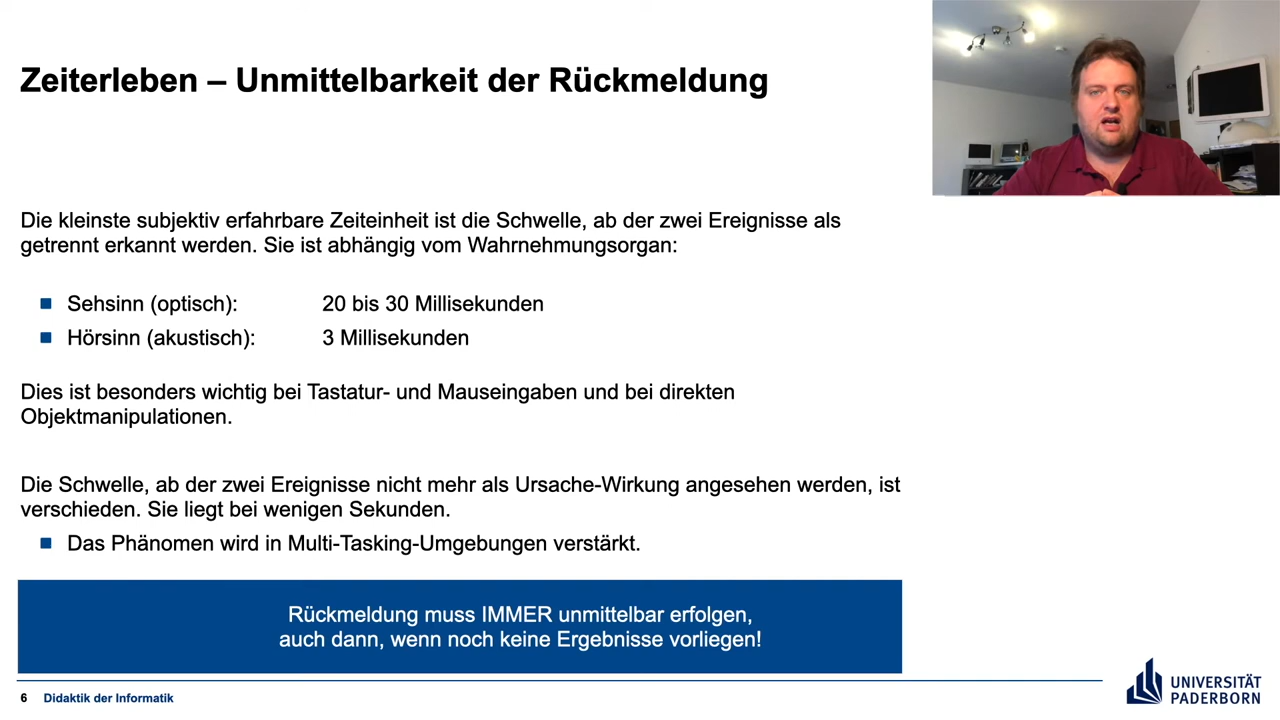 Zeiterleben – Unmittelbarkeit der Rückmeldung
Die kleinste subjektiv erfahrbare Zeiteinheit ist die Schwelle, ab der zwei Ereignisse als
getrennt erkannt werden. Sie ist abhängig vom Wahrnehmungsorgan:
Sehsinn (optisch): 20 bis 30 Millisekunden
Hörsinn (akustisch): 3 Millisekunden
Dies ist besonders wichtig bei Tastatur- und Mauseingaben und bei direkten
Objektmanipulationen.
Die Schwelle, ab der zwei Ereignisse nicht mehr als Ursache-Wirkung angesehen werden, ist
verschieden. Sie liegt bei wenigen Sekunden.
Das Phänomen wird in Multi-Tasking-Umgebungen verstärkt.
Rückmeldung muss IMMER unmittelbar erfolgen,
auch dann, wenn noch keine Ergebnisse vorliegen!
6 Didaktik der Informatik
UNIVERSITÄT
PADERBORN